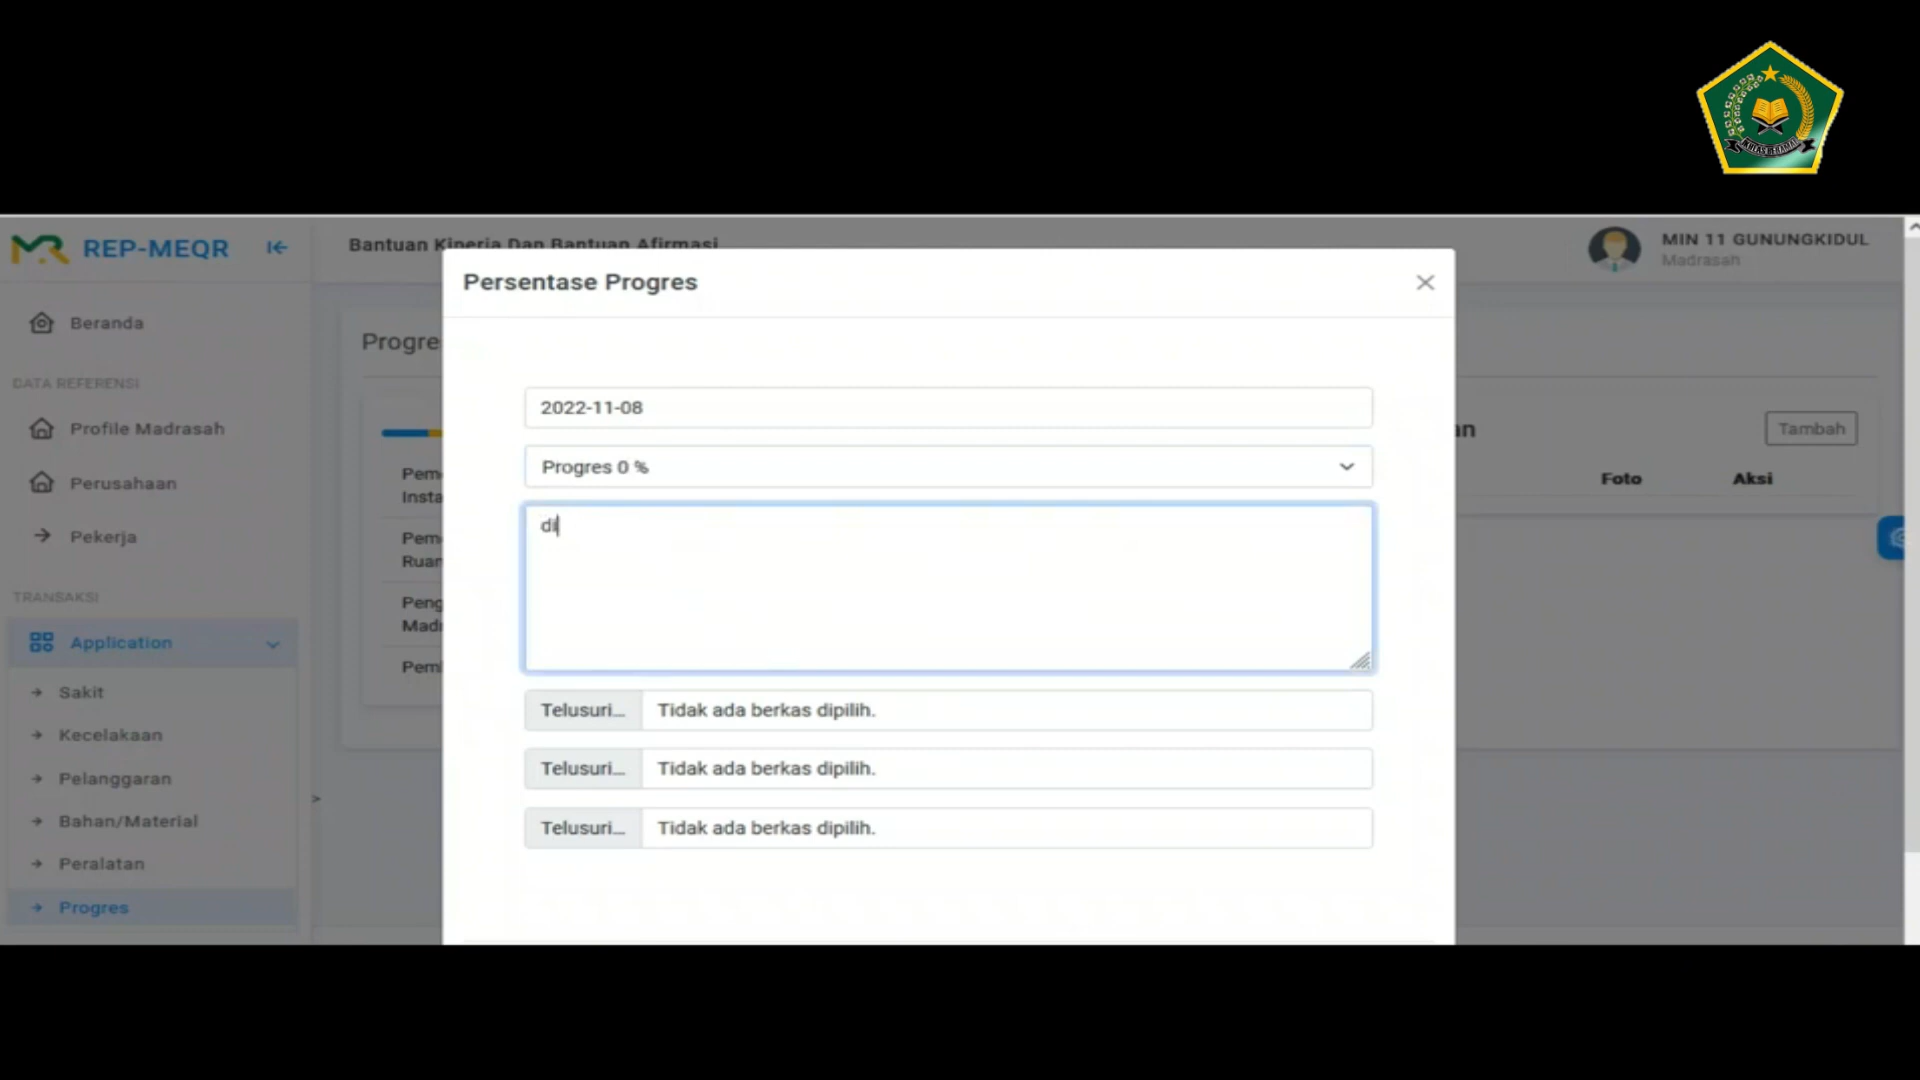 REP-MEQR
Bantuan Kinerja Dan Bantuan Afirmasi
MIN 11 GUNUNGKIDUL
Madrasah
Beranda
DATA REFERENSI
Profile Madrasah
Perusahaan
Pekerja
TRANSAKSI
Application
Sakit
Kecelakaan
Pelanggaran
Bahan/Material
Peralatan
Progres
Progre
Pem
Insta
Pem
Ruan
Peng
Mad
Pem
Persentase Progres
2022-11-08
Progres 0 %
di
Telusuri... Tidak ada berkas dipilih.
Telusuri... Tidak ada berkas dipilih.
Telusuri... Tidak ada berkas dipilih.
an
Tambah
Foto Aksi